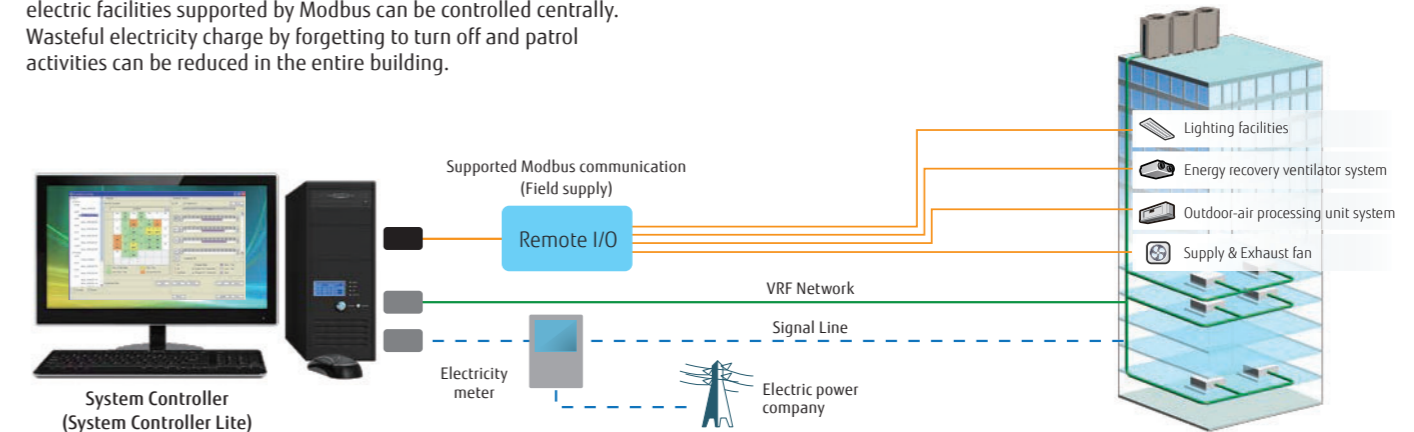 electric facilities supported by Modbus can be controlled centrally.
Wasteful electricity charge by forgetting to turn off and patrol
activities can be reduced in the entire building.
Supported Modbus communication
(Field supply)
Remote I/O
Lighting facilities
Energy recovery ventilator system
Outdoor-air processing unit system
Supply & Exhaust fan
VRF Network
Signal Line
Electricity
meter
Electric power
company
System Controller
(System Controller Lite)